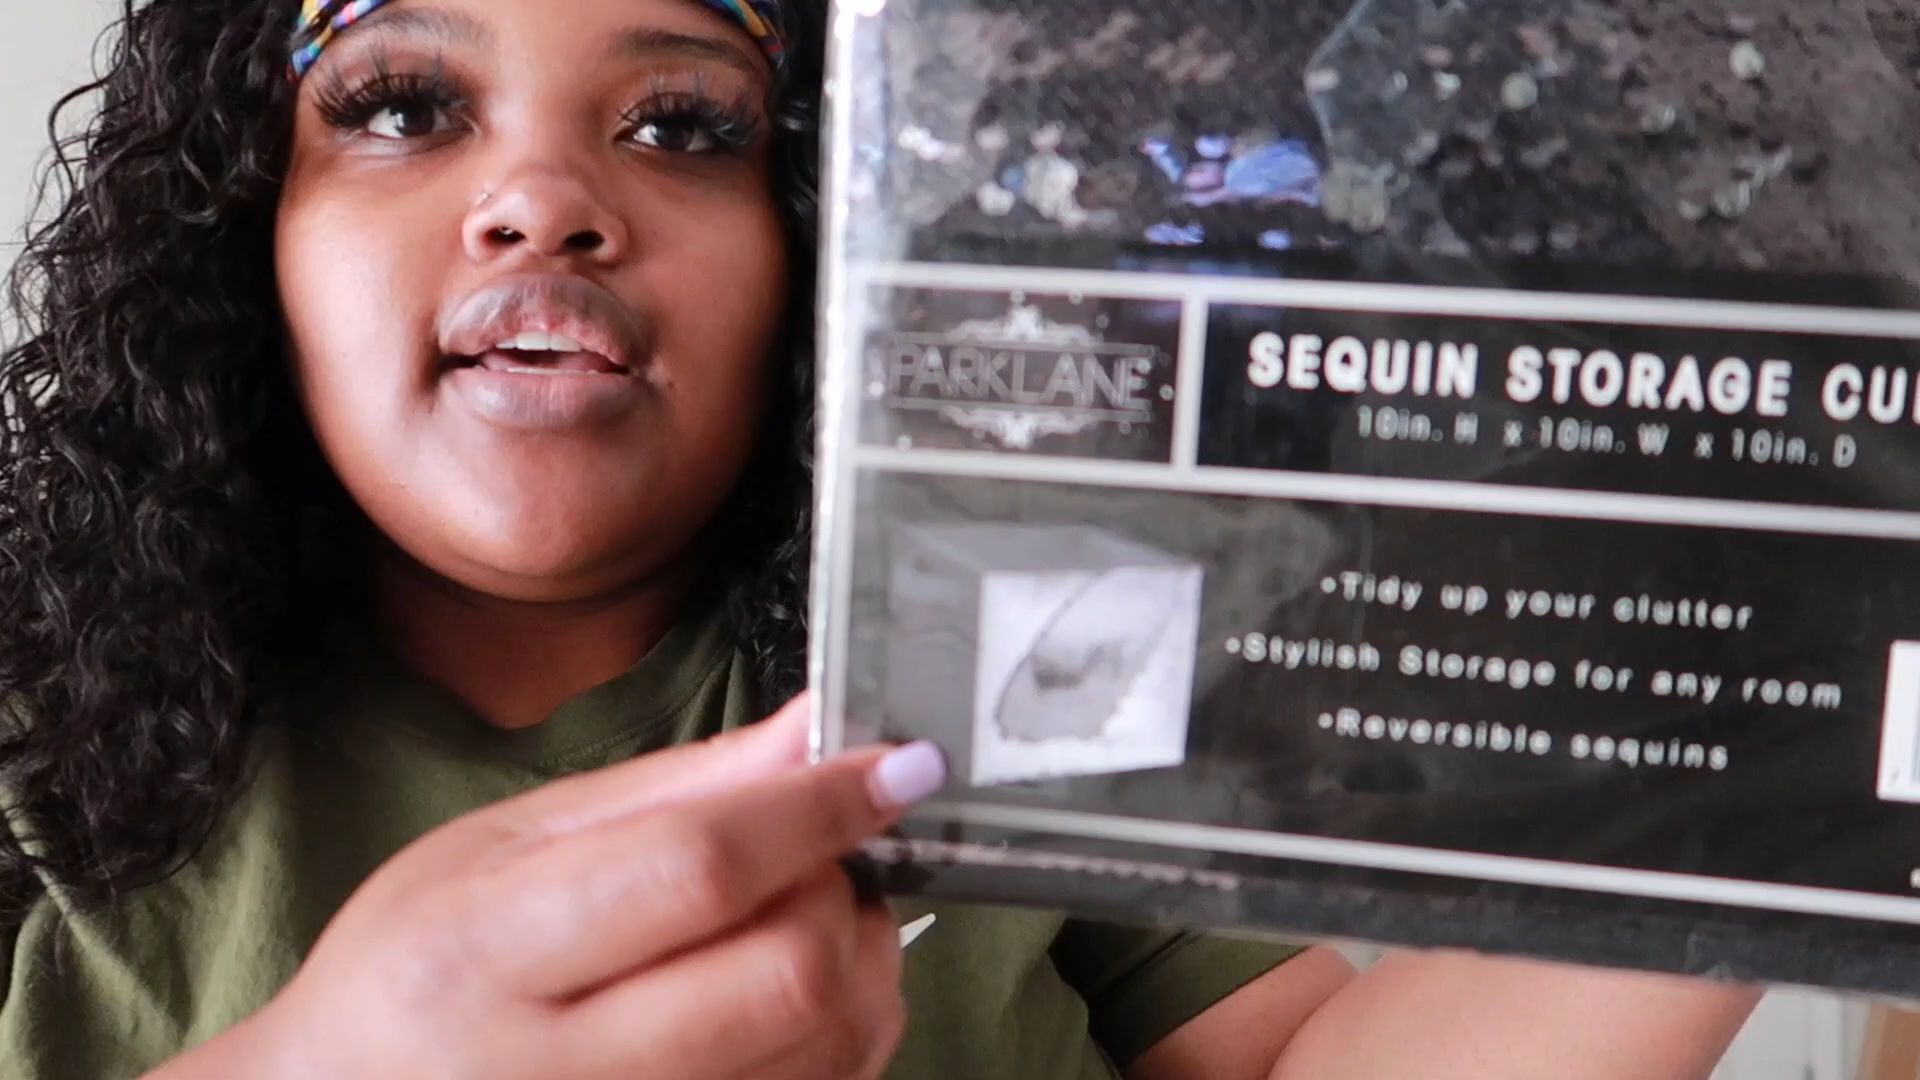 PARKLANE
SEQUIN STORAGE CU
10in. H x 10in. W x 10in. D
•Tidy up your clutter
•Stylish Storage for any room
•Reversible sequins